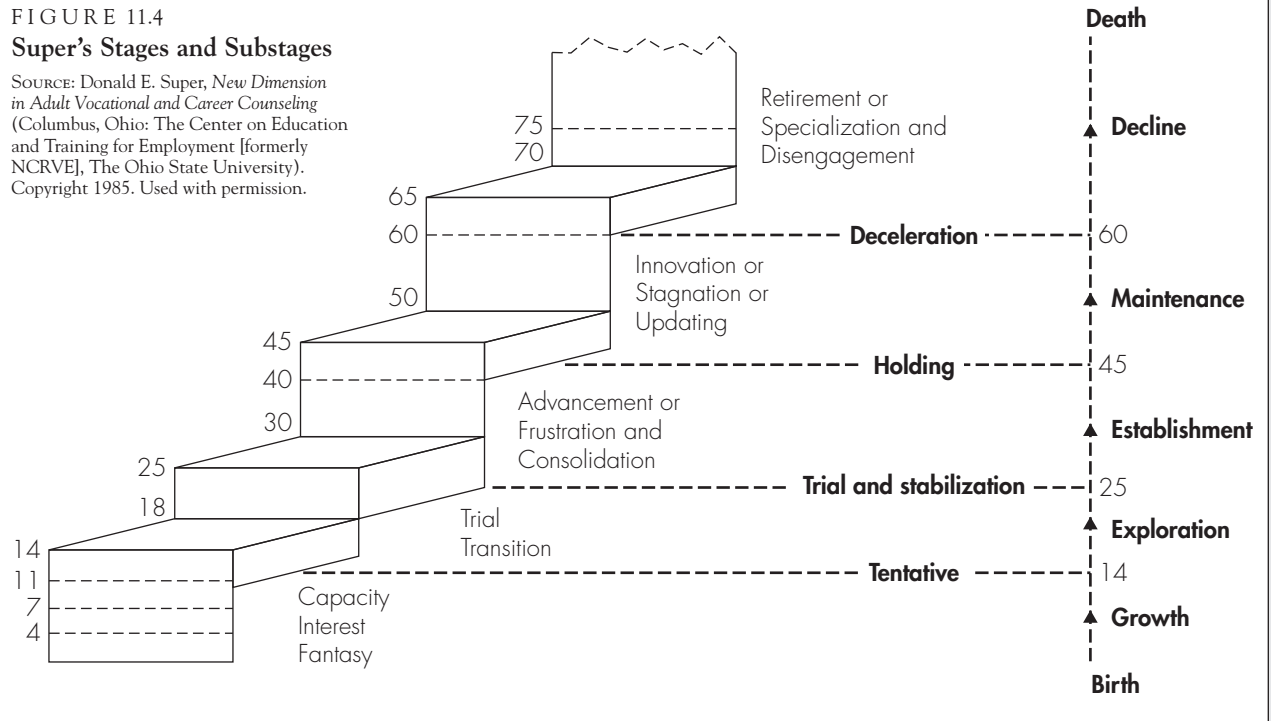 FIGURE 11.4
Super's Stages and Substages
SOURCE: Donald E. Super, New Dimension
in Adult Vocational and Career Counseling
(Columbus, Ohio: The Center on Education
and Training for Employment [formerly
NCRVE], The Ohio State University).
Copyright 1985. Used with permission.
75
70
65
60
50
45
40
30
25
18
14
11
7
4
Retirement or
Specialization and
Disengagement
Innovation or
Stagnation or
Updating
Advancement or
Frustration and
Consolidation
Trial
Transition
Capacity
Interest
Fantasy
Deceleration
Holding
Trial and stabilization
Tentative
Death
Decline
60
Maintenance
45
Establishment
25
Exploration
14
Growth
Birth